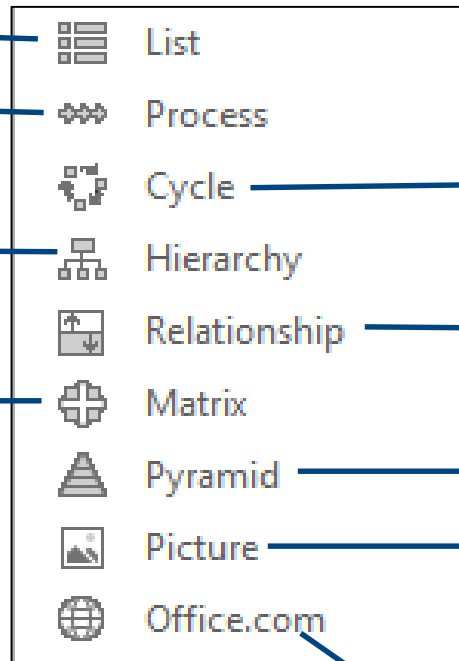 List
Process
Cycle
Hierarchy
Relationship
Matrix
Pyramid
Picture
Office.com